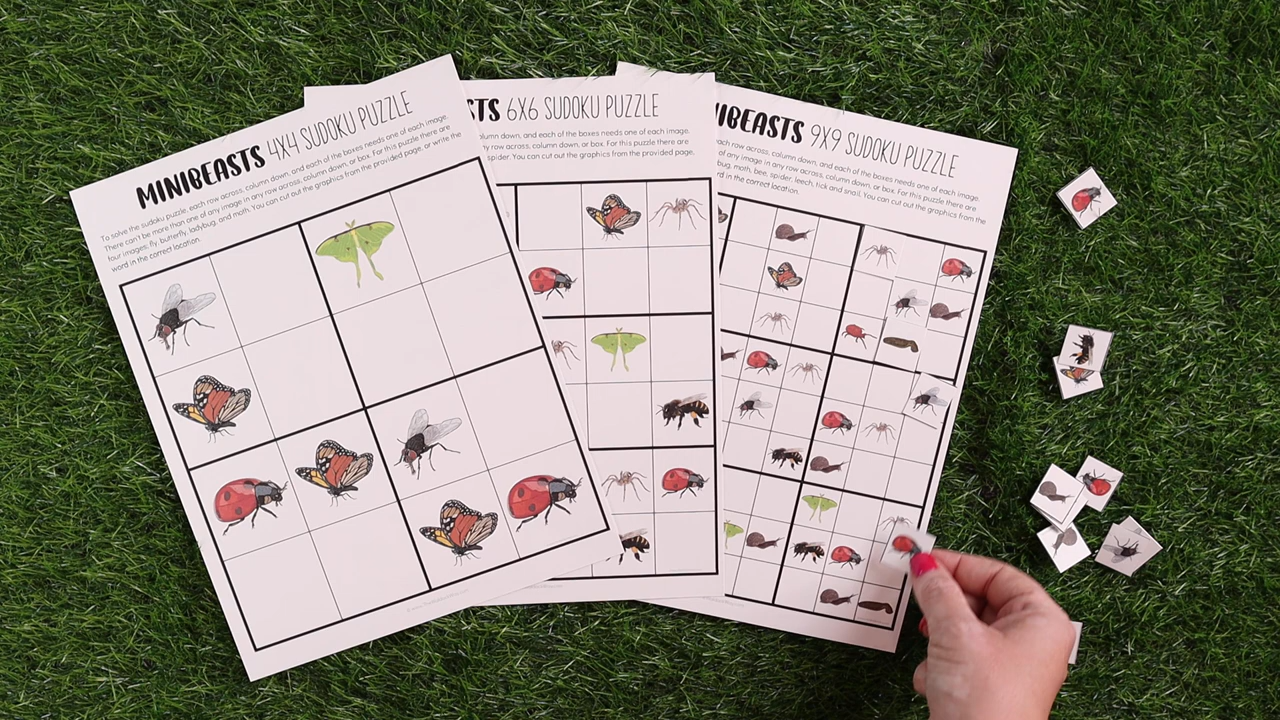 MINIBEASTS 4X4 SUDOKU PUZZLE
To solve the sudoku puzzle, each row across, column down, and each of the boxes needs one of each image.
There can't be more than one of any image in any row across, column down, or box. For this puzzle there are
four images: fly, butterfly, ladybug, and moth. You can cut out the graphics from the provided page, or write the
word in the correct location.
STS 6X6 SUDOKU PUZZLE
column down, and each of the boxes needs one of each image.
any row across, column down, or box. For this puzzle there are
spider. You can cut out the graphics from the provided page,
NIBEASTS 9X9 SUDOKU PUZZLE
each row across, column down, and each of the boxes needs one of each image.
of any image in any row across, column down, or box. For this puzzle there are
bug, moth, bee, spider, leech, tick and snail. You can cut out the graphics from the
word in the correct location.